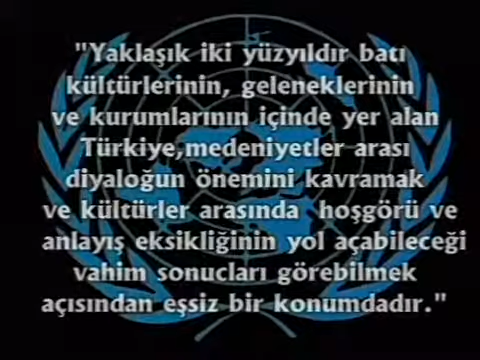 "Yaklaşık iki yüzyıldır batı
kültürlerinin, geleneklerinin
ve kurumlarının içinde yer alan
Türkiye,medeniyetler arası
diyaloğun önemini kavramak
ve kültürler arasında hoşgörü ve
anlayış eksikliğinin yol açabileceği
vahim sonucları görebilmek
açısından eşsiz bir konumdadır."